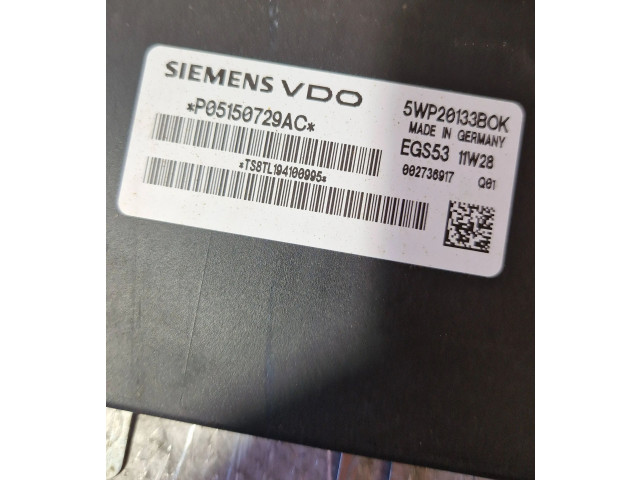 SIEMENS VDO
*P05150729AC*
*TS8TL194100995*
5WP20133BOK
MADE IN GERMANY
EGS53 11W28
002736917 Q01